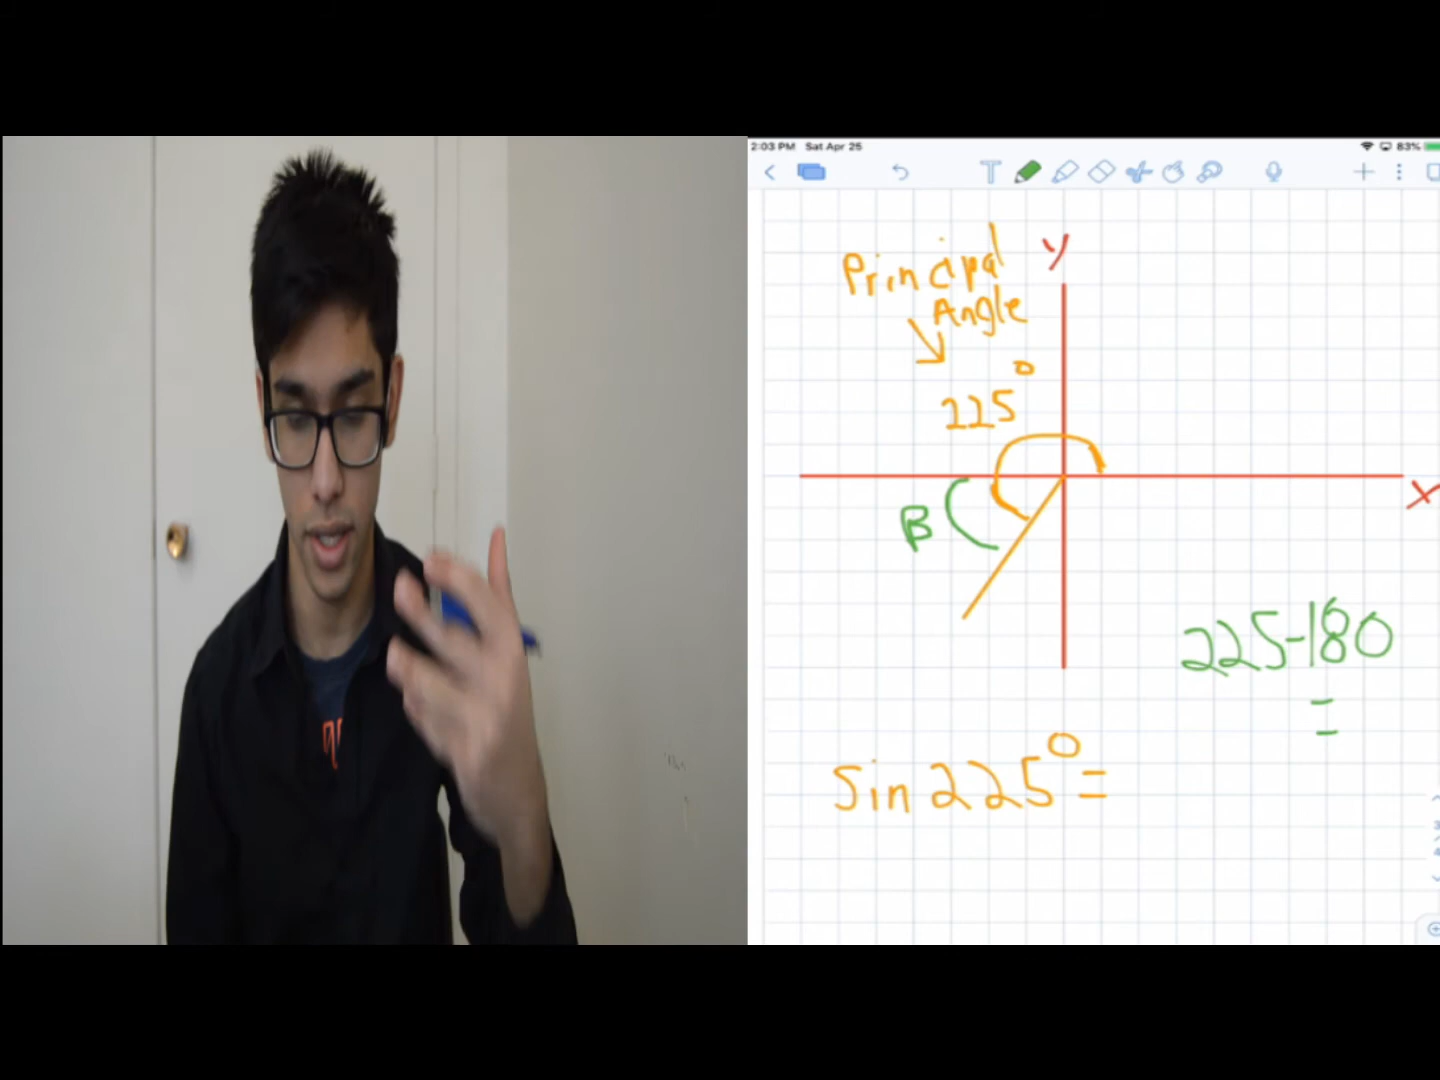 2:03 PM Sat Apr 25
83%
Principal
Angle
y
225°
x
B
225-180
=
sin 225° =